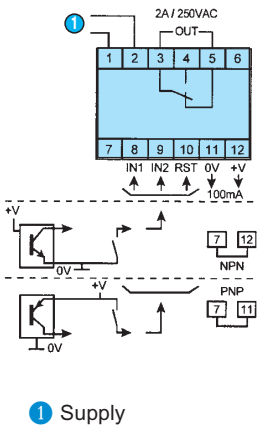 2A / 250VAC
OUT
1
1 2 3 4 5 6
7 8 9 10 11 12
IN1 IN2 RST 0V +V
100mA
+V
0V
7 12
NPN
+V
PNP
7 11
0V
1 Supply